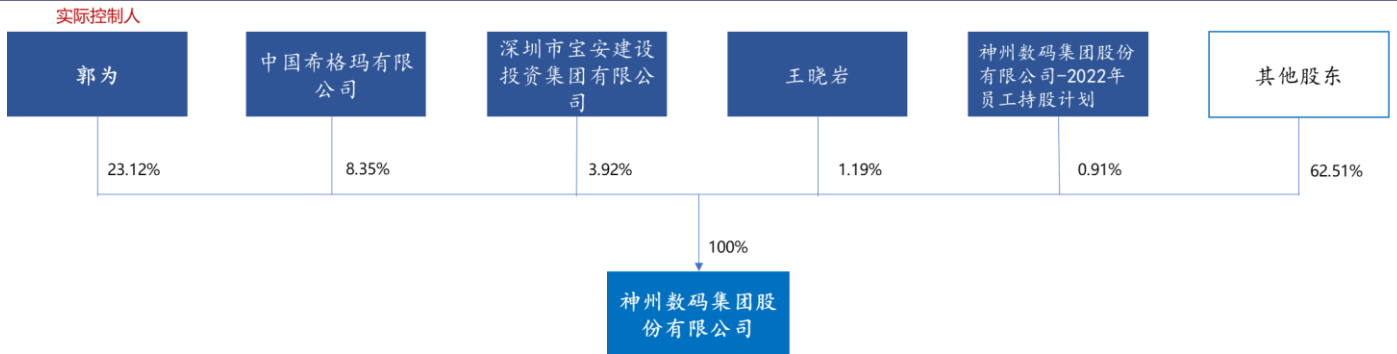 实际控制人
郭为
中国希格玛有限
公司
深圳市宝安建设
投资集团有限公
司
王晓岩
神州数码集团股份
有限公司-2022年
员工持股计划
其他股东
23.12%
8.35%
3.92%
1.19%
0.91%
62.51%
100%
神州数码集团股
份有限公司